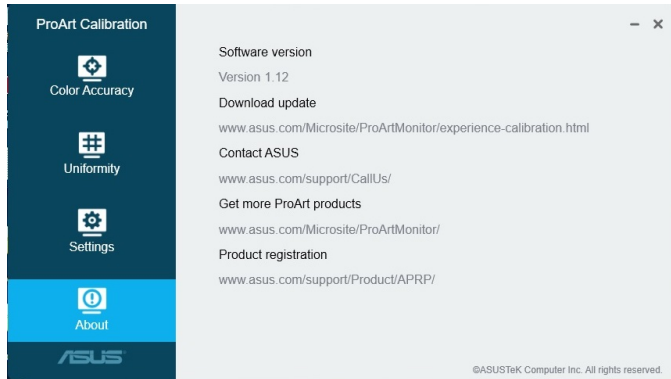 ProArt Calibration
Color Accuracy
Uniformity
Settings
About
ASUS
Software version
Version 1.12
Download update
www.asus.com/Microsite/ProArtMonitor/experience-calibration.html
Contact ASUS
www.asus.com/support/CallUs/
Get more ProArt products
www.asus.com/Microsite/ProArtMonitor/
Product registration
www.asus.com/support/Product/APRP/
©ASUSTeK Computer Inc. All rights reserved.